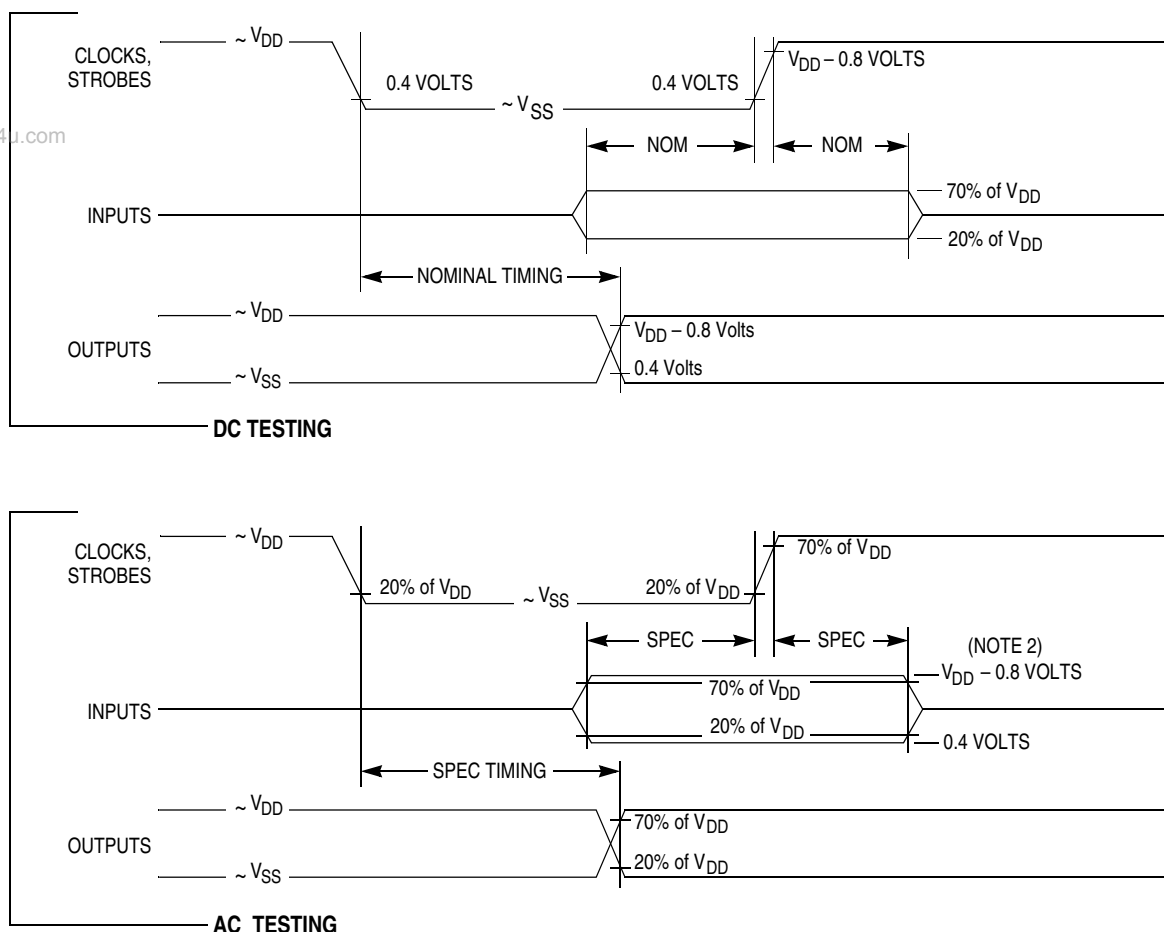 CLOCKS,
STROBES
~ VDD
0.4 VOLTS
~ VSS
0.4 VOLTS
VDD – 0.8 VOLTS
4u.com
NOM
NOM
INPUTS
70% of VDD
20% of VDD
NOMINAL TIMING
OUTPUTS
~ VDD
~ VSS
VDD – 0.8 Volts
0.4 Volts
DC TESTING
CLOCKS,
STROBES
~ VDD
20% of VDD
~ VSS
20% of VDD
70% of VDD
SPEC
SPEC
(NOTE 2)
VDD – 0.8 VOLTS
INPUTS
70% of VDD
20% of VDD
0.4 VOLTS
SPEC TIMING
OUTPUTS
~ VDD
~ VSS
70% of VDD
20% of VDD
AC TESTING